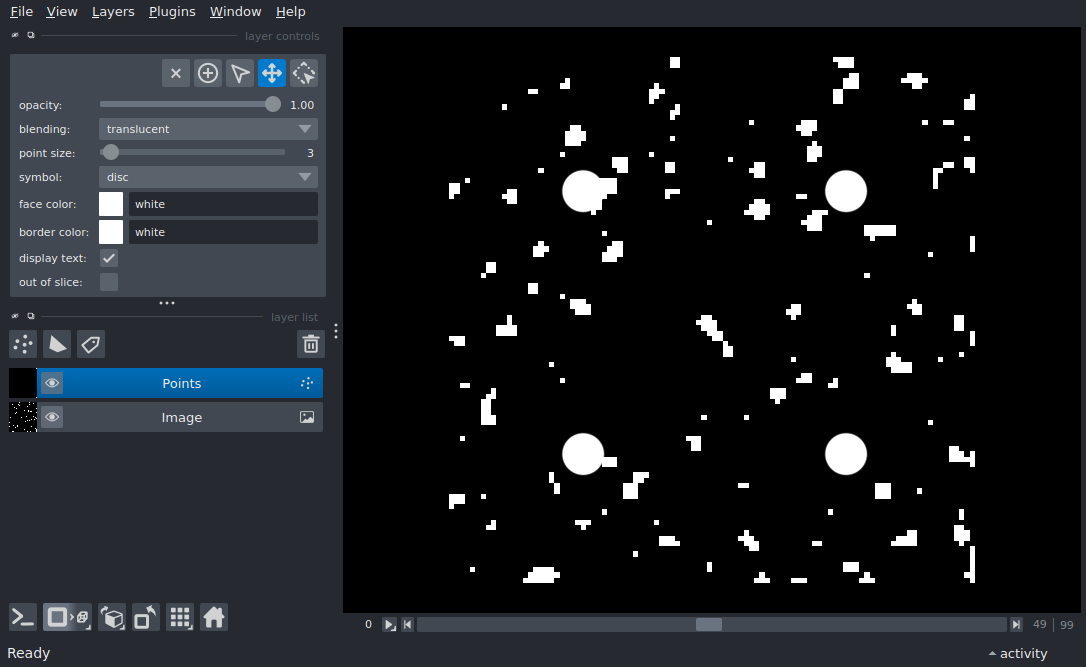 File View Layers Plugins Window Help
layer controls
opacity: 1.00
blending: translucent
point size: 3
symbol: disc
face color: white
border color: white
display text:
out of slice:
layer list
Points
Image
0 49 99
Ready activity